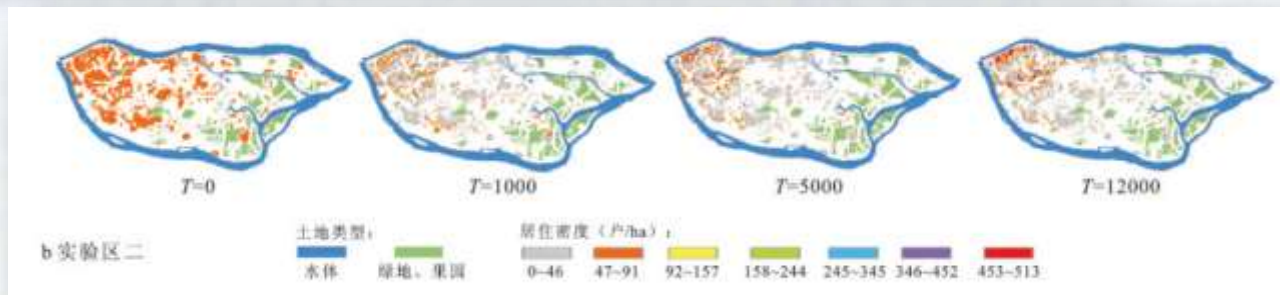 T=0 T=1000 T=5000 T=12000
土地类型： 居住密度（户/ha）：
b 实验区二
水体 绿地、果园 0~46 47~91 92~157 158~244 245~345 346~452 453~513